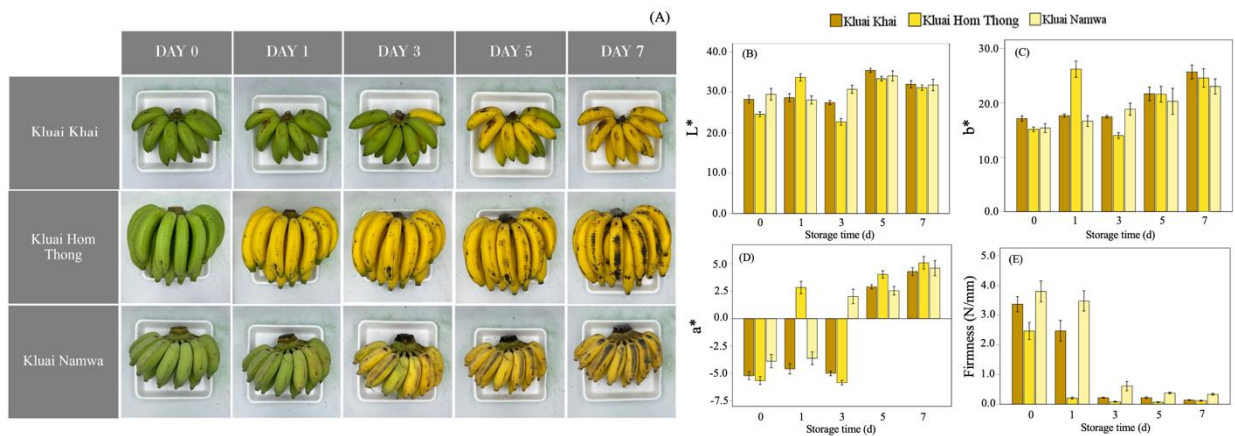 (A)
DAY 0 DAY 1 DAY 3 DAY 5 DAY 7
Kluai Khai
Kluai Hom
Thong
Kluai Namwa
Kluai Khai Kluai Hom Thong Kluai Namwa
(B)
L*
40.0
30.0
20.0
10.0
0.0
0 1 3 5 7
Storage time (d)
(C)
b*
30.0
20.0
10.0
0.0
0 1 3 5 7
Storage time (d)
(D)
a*
5.0
2.5
0.0
-2.5
-5.0
-7.5
0 1 3 5 7
Storage time (d)
(E)
Firmness (N/mm)
4.0
3.0
2.0
1.0
0.0
0 1 3 5 7
Storage time (d)